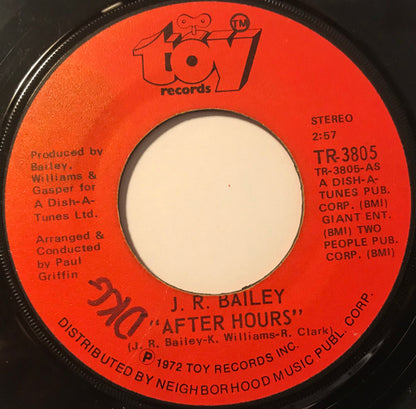 toy TM
records
STEREO
2:57
TR-3805
TR-3805-AS
A DISH-A-
TUNES PUB.
CORP. (BMI)
GIANT ENT.
(BMI) TWO
PEOPLE PUB.
CORP. (BMI)
Produced by
Bailey,
Williams &
Gasper for
A Dish-A-
Tunes Ltd.
Arranged &
Conducted
by Paul
Griffin
J. R. BAILEY
"AFTER HOURS"
(J. R. Bailey-K. Williams-R. Clark)
℗ 1972 TOY RECORDS INC.
DISTRIBUTED BY NEIGHBORHOOD MUSIC PUBL. CORP.